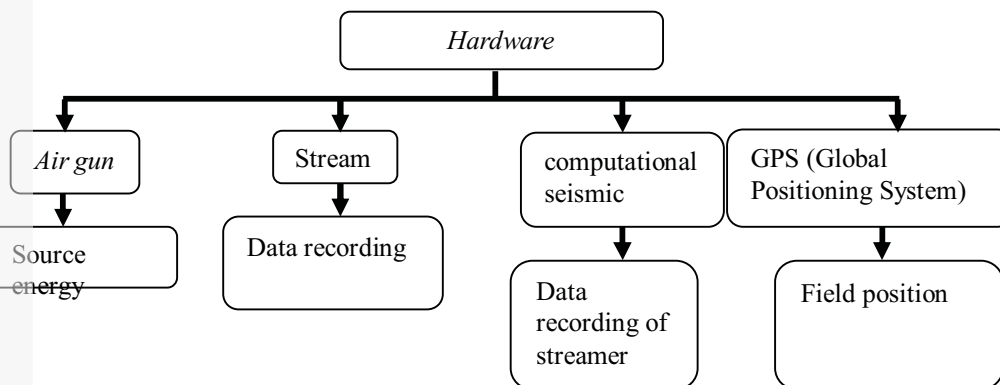 Hardware
Air gun
Stream
computational
seismic
GPS (Global
Positioning System)
Source
energy
Data recording
Data
recording of
streamer
Field position